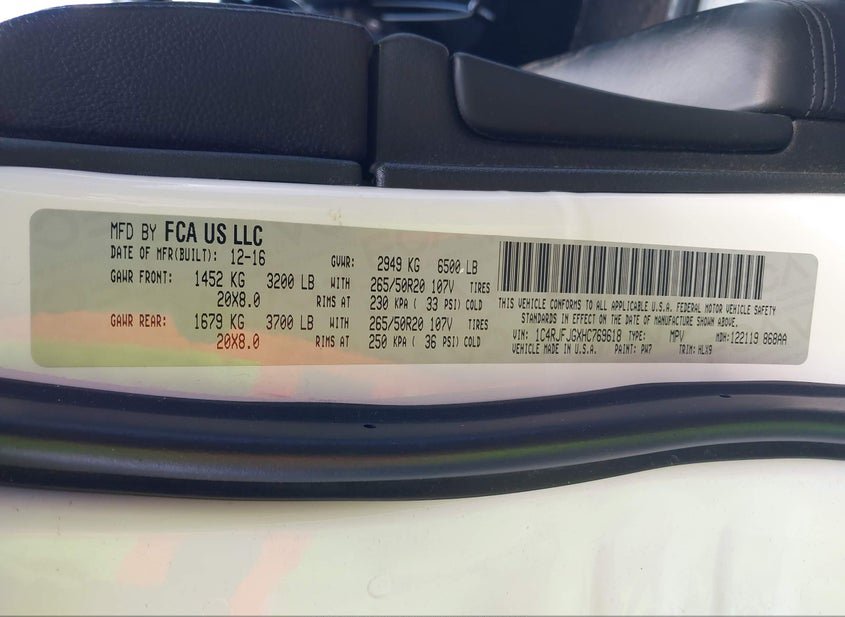 MFD BY FCA US LLC
DATE OF MFR(BUILT): 12-16 GVWR: 2949 KG 6500 LB
GAWR FRONT: 1452 KG 3200 LB WITH 265/50R20 107V TIRES
20X8.0 RIMS AT 230 KPA ( 33 PSI) COLD
GAWR REAR: 1679 KG 3700 LB WITH 265/50R20 107V TIRES
20X8.0 RIMS AT 250 KPA ( 36 PSI) COLD
THIS VEHICLE CONFORMS TO ALL APPLICABLE U.S.A. FEDERAL MOTOR VEHICLE SAFETY
STANDARDS IN EFFECT ON THE DATE OF MANUFACTURE SHOWN ABOVE.
VIN: 1C4RJFJGXHC769618 TYPE: MPV MDH:122119 868AA
VEHICLE MADE IN U.S.A. PAINT: PW7 TRIM: HLX9